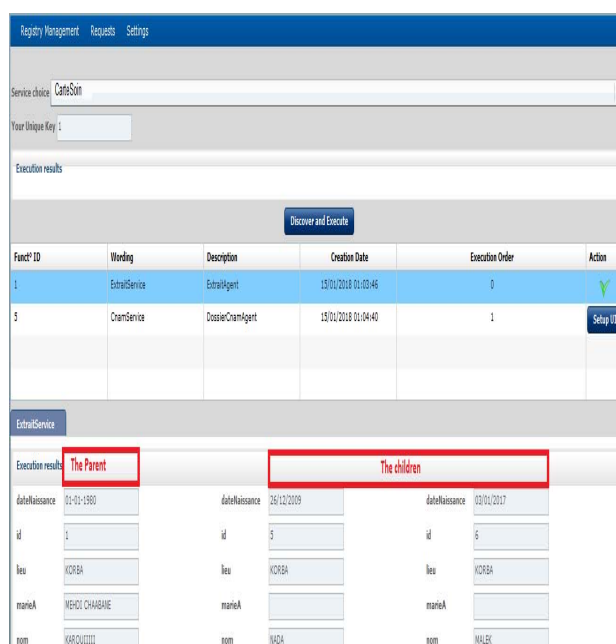 Registry Management Requests Settings
Service choice CarteSoin
Your Unique Key 1
Execution results
Discover and Execute
Funct° ID Wording Description Creation Date Execution Order Action
1 ExtraitService ExtraitAgent 15/01/2018 01:03:46 0
5 CnamService DossierCnamAgent 15/01/2018 01:04:40 1 Setup UI
ExtraitService
Execution results The Parent The children
dateNaissance 01-01-1980 dateNaissance 26/12/2009 dateNaissance 03/01/2017
id 1 id 5 id 6
lieu KORBA lieu KORBA lieu KORBA
marieA MEHDI CHAABANE marieA marieA
nom nom NADA nom MALEK